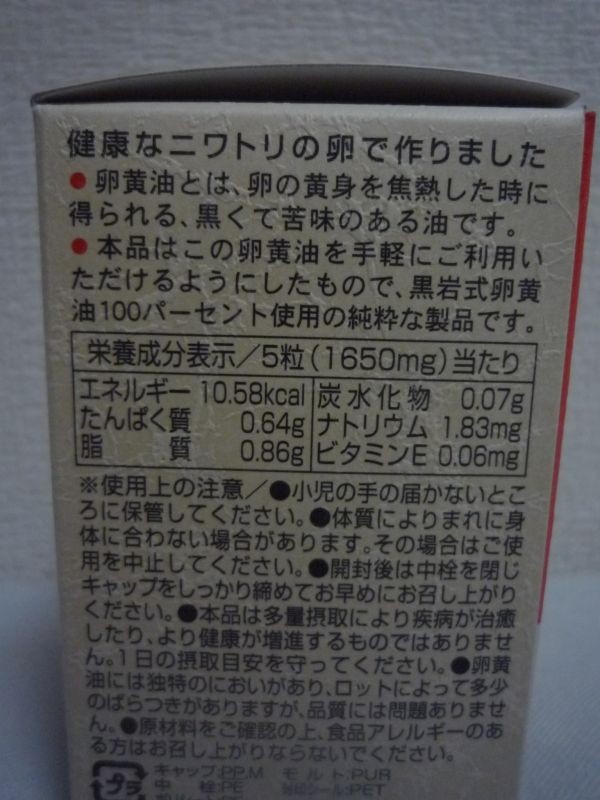 健康なニワトリの卵で作りました
●卵黄油とは、卵の黄身を焦熱した時に
得られる、黒くて苦味のある油です。
●本品はこの卵黄油を手軽にご利用い
ただけるようにしたもので、黒岩式卵黄
油100パーセント使用の純粋な製品です。
栄養成分表示/5粒(1650mg)当たり
エネルギー 10.58kcal 炭水化物 0.07g
たんぱく質 0.64g ナトリウム 1.83mg
脂質 0.86g ビタミンE 0.06mg
※使用上の注意/●小児の手の届かないとこ
ろに保管してください。●体質によりまれに身
体に合わない場合があります。その場合はご使
用を中止してください。●開封後は中栓を閉じ
キャップをしっかり締めてお早めにお召し上がり
ください。●本品は多量摂取により疾病が治癒
したり、より健康が増進するものではありませ
ん。1日の摂取目安を守ってください。●卵黄
油には独特のにおいがあり、ロットによって多少
のばらつきがありますが、品質には問題ありませ
ん。●原材料をご確認の上、食品アレルギーのあ
る方はお召し上がりならないでください。
プラ キャップ:PP,M モルト:PUR
中栓:PE :PET